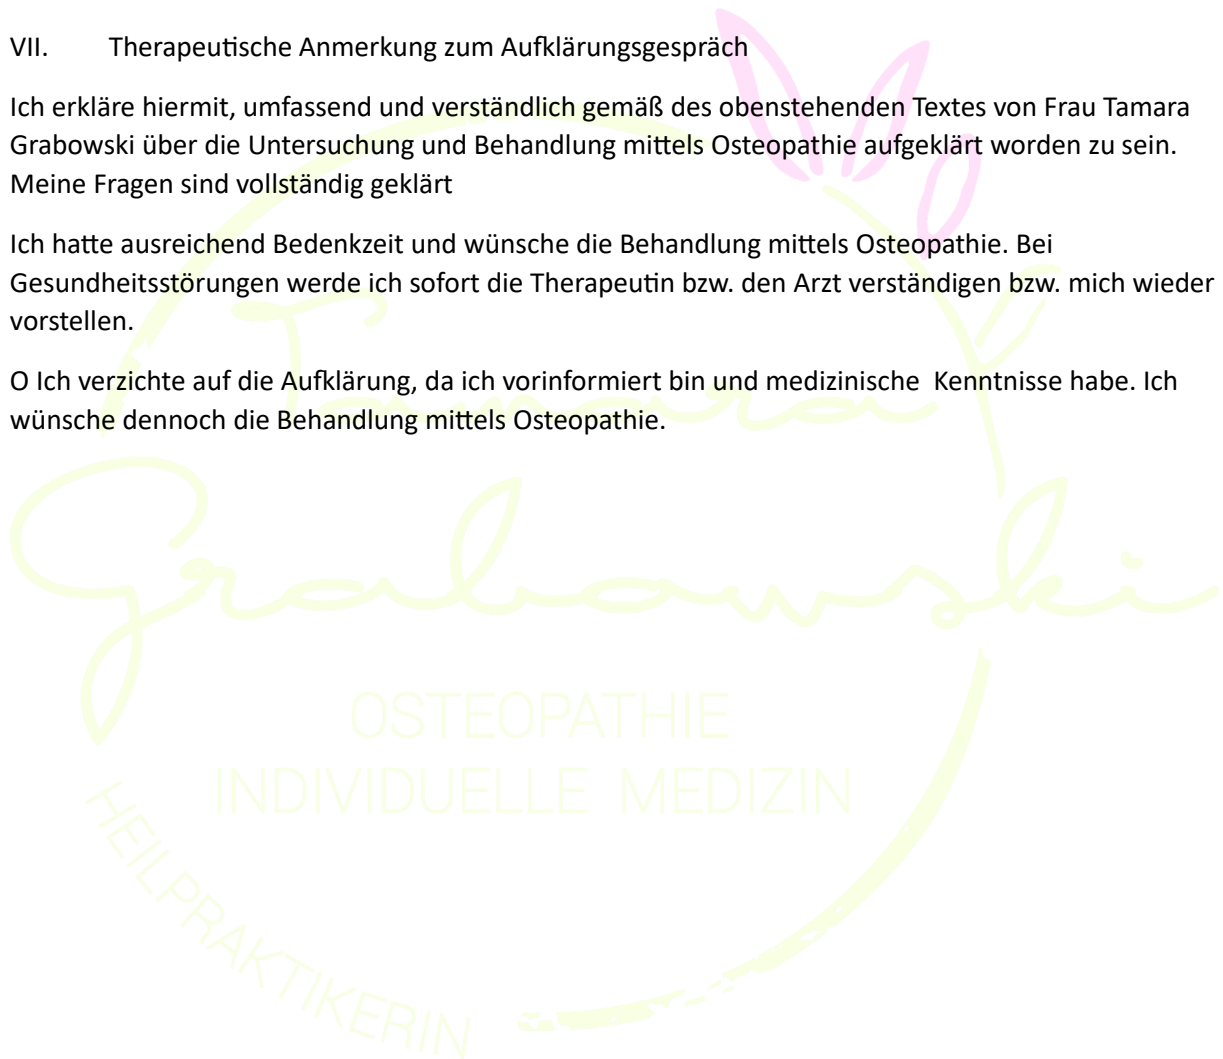 VII. Therapeutische Anmerkung zum Aufklärungsgespräch
Ich erkläre hiermit, umfassend und verständlich gemäß des obenstehenden Textes von Frau Tamara
Grabowski über die Untersuchung und Behandlung mittels Osteopathie aufgeklärt worden zu sein.
Meine Fragen sind vollständig geklärt
Ich hatte ausreichend Bedenkzeit und wünsche die Behandlung mittels Osteopathie. Bei
Gesundheitsstörungen werde ich sofort die Therapeutin bzw. den Arzt verständigen bzw. mich wieder
vorstellen.
O Ich verzichte auf die Aufklärung, da ich vorinformiert bin und medizinische  Kenntnisse habe. Ich
wünsche dennoch die Behandlung mittels Osteopathie.
Tamara
Grabowski
OSTEOPATHIE
INDIVIDUELLE MEDIZIN
HEILPRAKTIKERIN